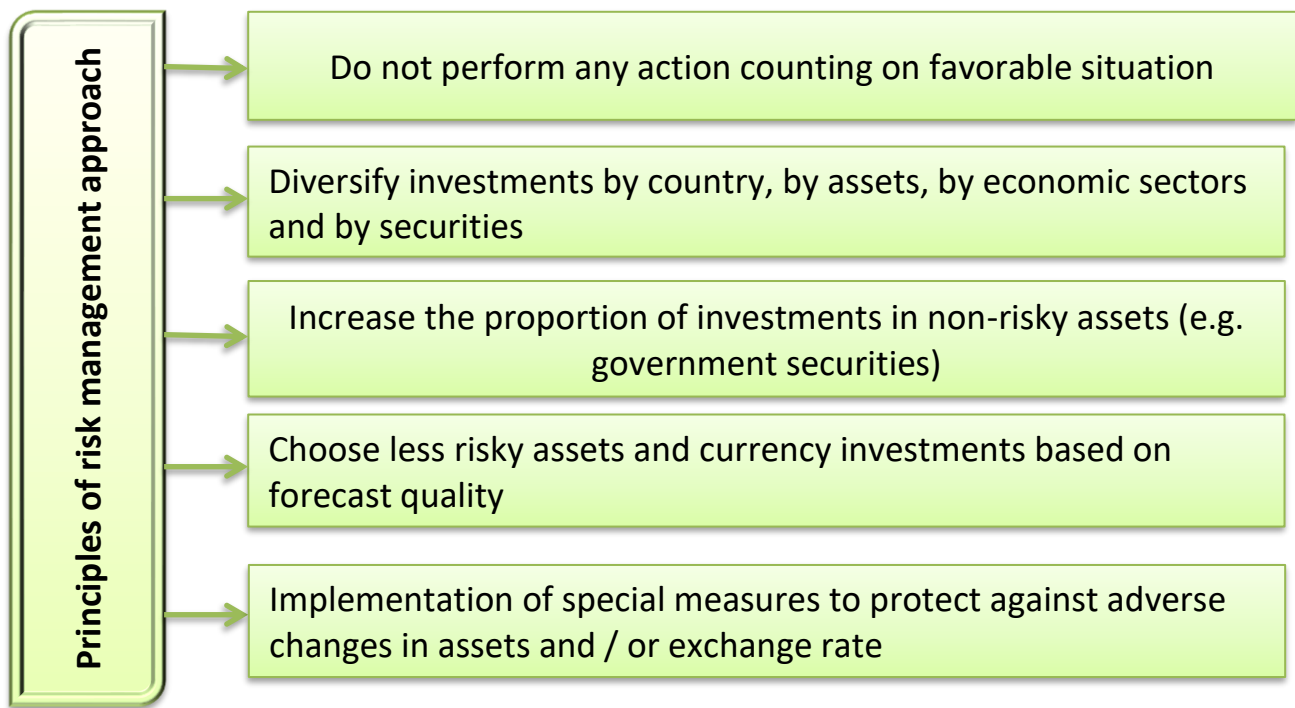 Principles of risk management approach
Do not perform any action counting on favorable situation
Diversify investments by country, by assets, by economic sectors
and by securities
Increase the proportion of investments in non-risky assets (e.g.
government securities)
Choose less risky assets and currency investments based on
forecast quality
Implementation of special measures to protect against adverse
changes in assets and / or exchange rate